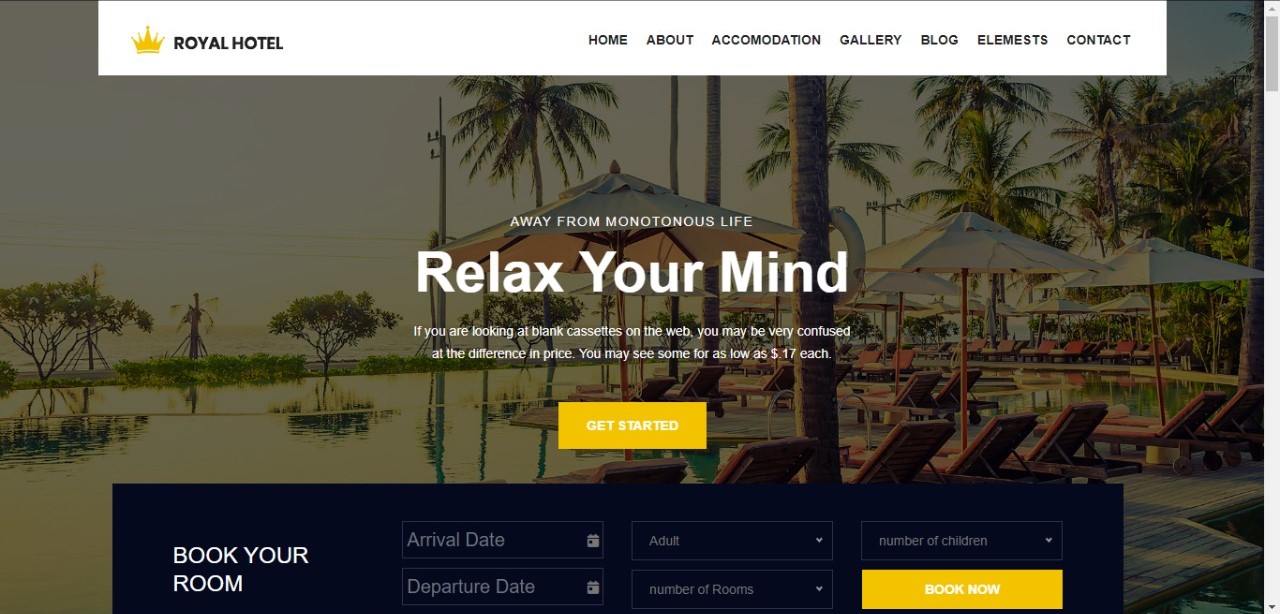 ROYAL HOTEL
HOME ABOUT ACCOMODATION GALLERY BLOG ELEMESTS CONTACT
AWAY FROM MONOTONOUS LIFE
Relax Your Mind
If you are looking at blank cassettes on the web, you may be very confused
at the difference in price. You may see some for as low as $.17 each.
GET STARTED
BOOK YOUR
ROOM
Arrival Date
Departure Date
Adult
number of Rooms
number of children
BOOK NOW